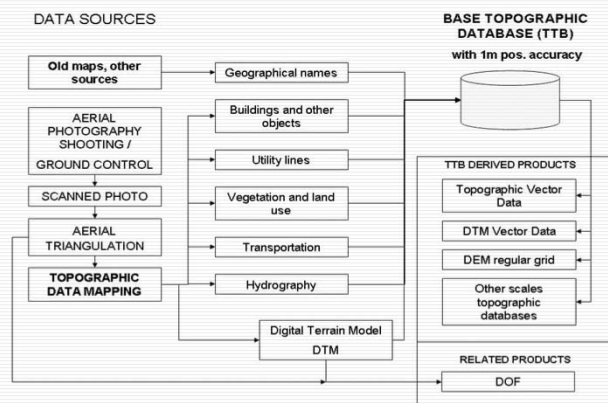 DATA SOURCES
BASE TOPOGRAPHIC
DATABASE (TTB)
with 1m pos. accuracy
Old maps, other
sources
Geographical names
AERIAL
PHOTOGRAPHY
SHOOTING /
GROUND CONTROL
Buildings and other
objects
Utility lines
SCANNED PHOTO
Vegetation and land
use
AERIAL
TRIANGULATION
Transportation
TOPOGRAPHIC
DATA MAPPING
Hydrography
Digital Terrain Model
DTM
TTB DERIVED PRODUCTS
Topographic Vector
Data
DTM Vector Data
DEM regular grid
Other scales
topographic
databases
RELATED PRODUCTS
DOF